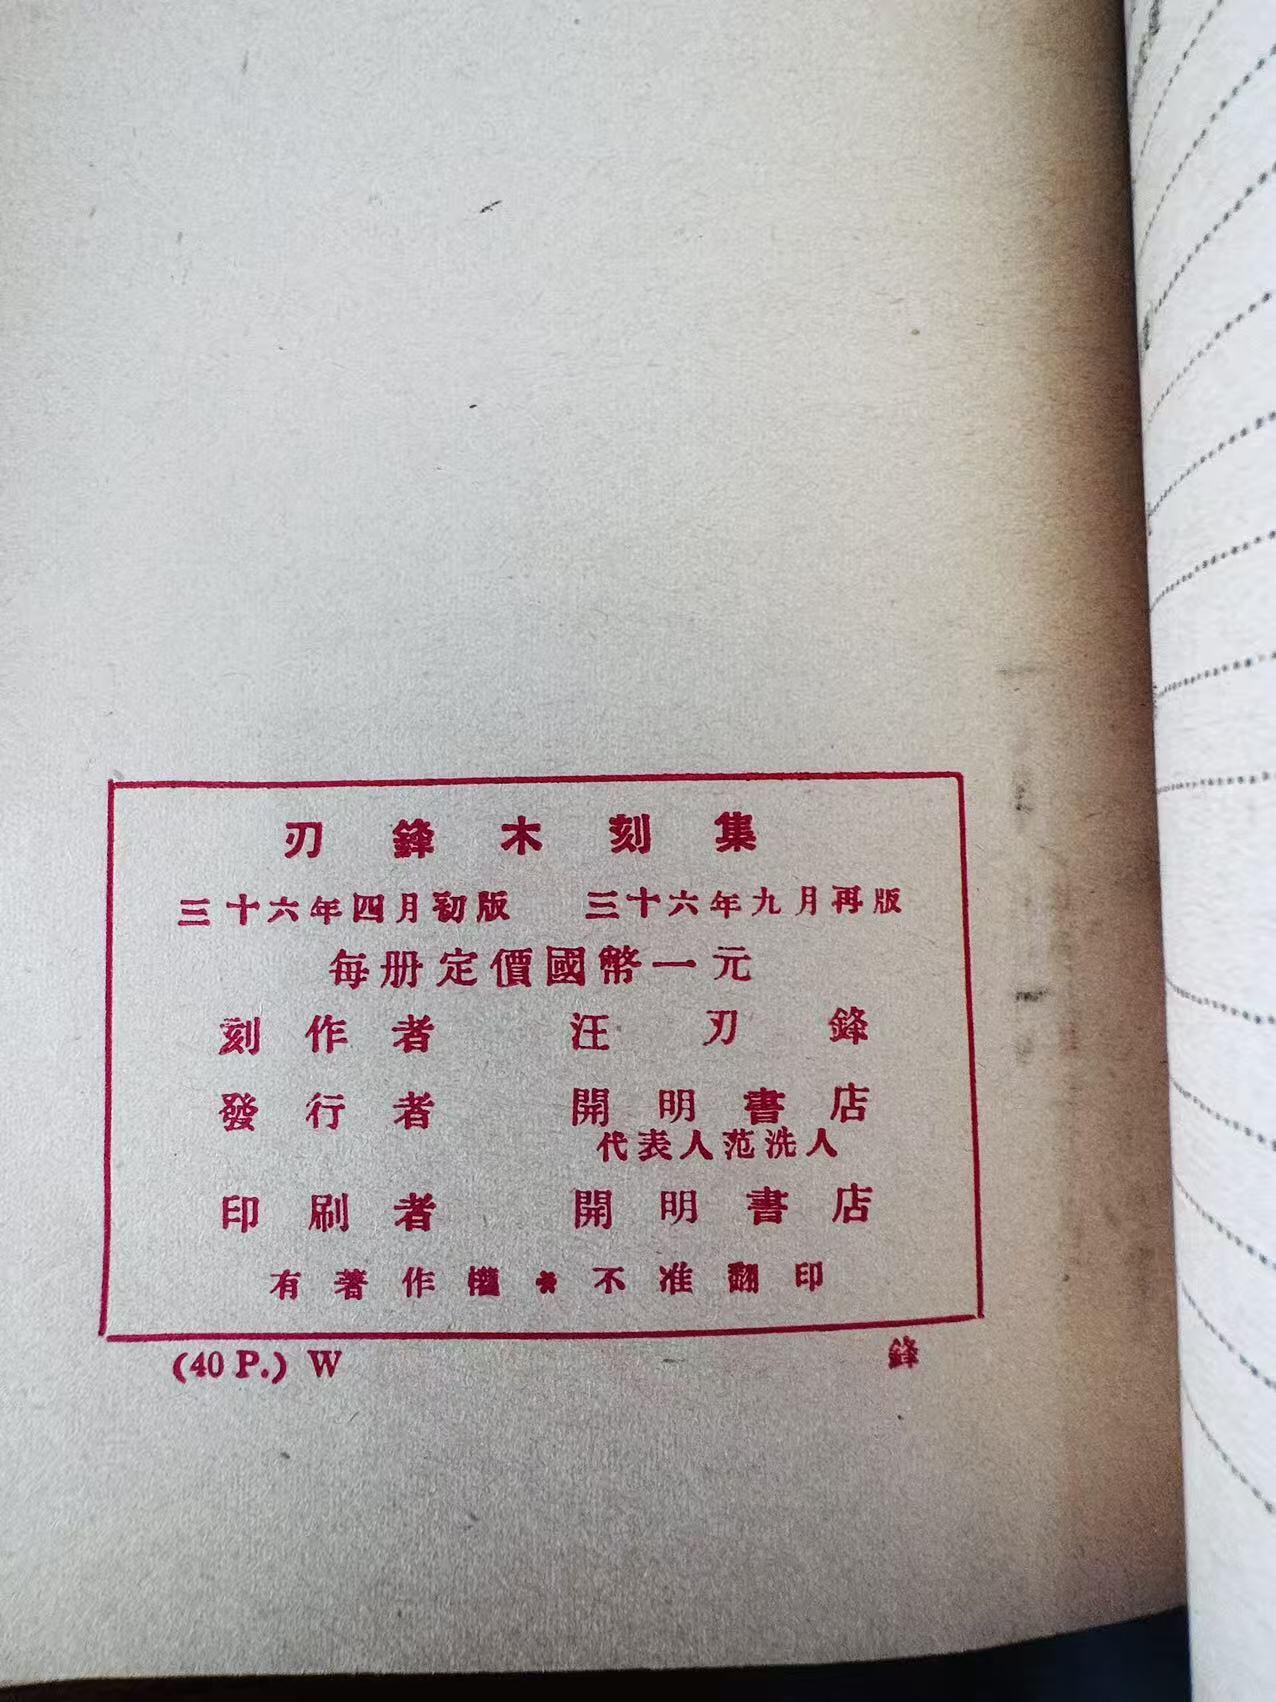 刃鋒木刻集
三十六年四月初版 三十六年九月再版
每册定價國幣一元
刻作者 汪刃鋒
發行者 開明書店
代表人范洗人
印刷者 開明書店
有著作權*不准翻印
(40 P.) W 鋒